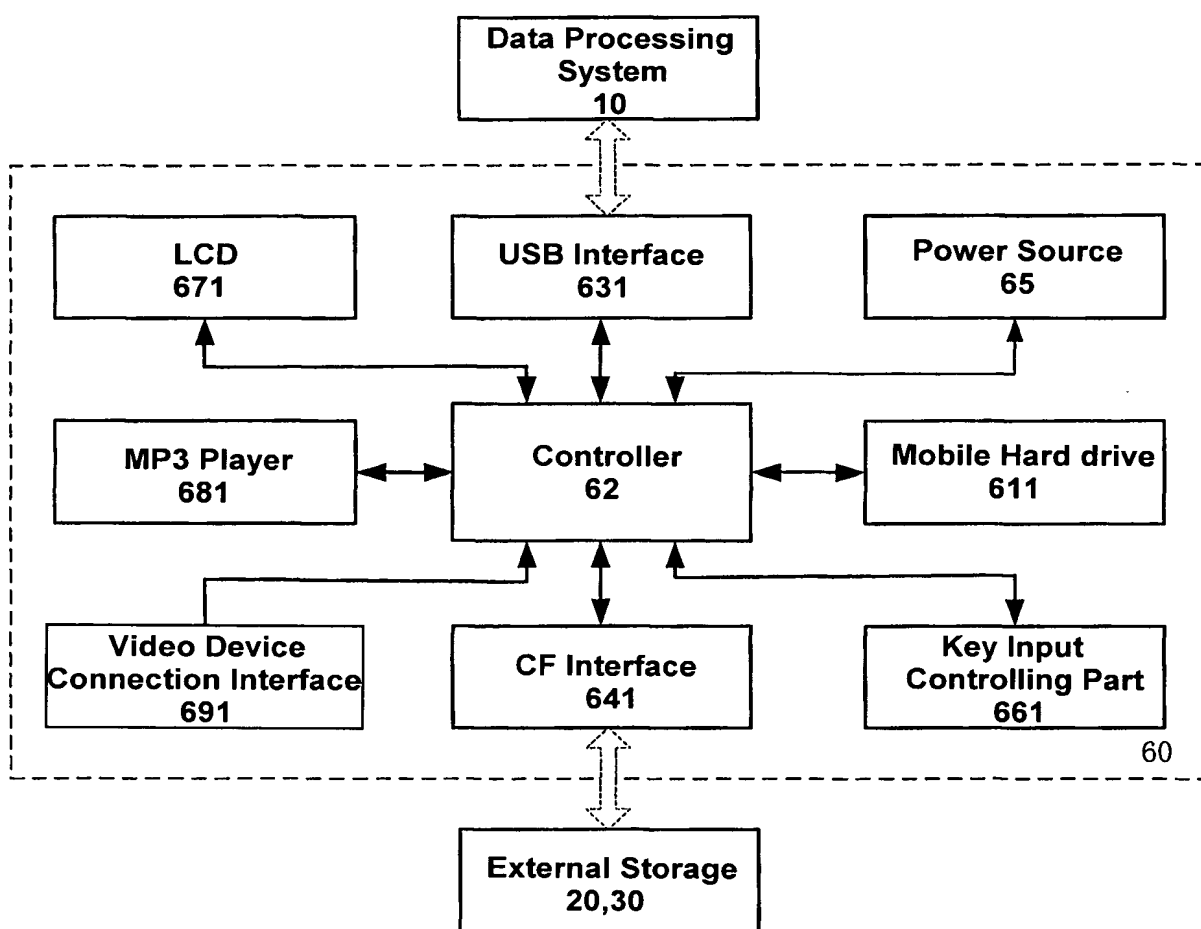 Data Processing
System
10
LCD
671
USB Interface
631
Power Source
65
MP3 Player
681
Controller
62
Mobile Hard drive
611
Video Device
Connection Interface
691
CF Interface
641
Key Input
Controlling Part
661
60
External Storage
20,30